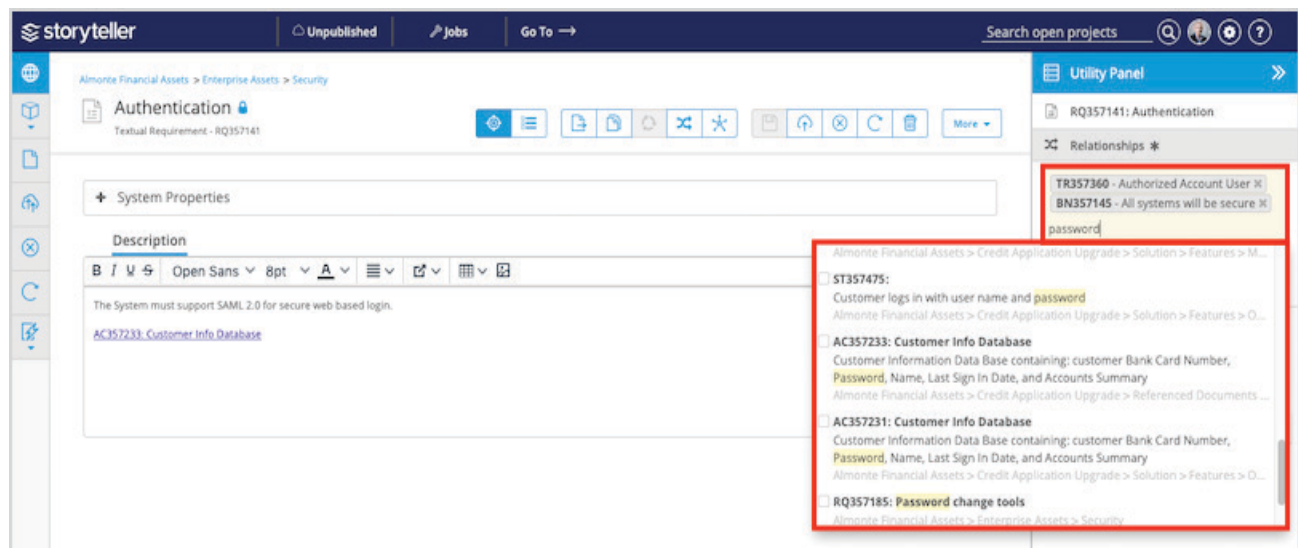 storyteller
Unpublished
Jobs
Go To →
Search open projects
Almonte Financial Assets > Enterprise Assets > Security
Authentication
Textual Requirement - RQ357141
More
+ System Properties
Description
B I U S Open Sans 8pt A
The System must support SAML 2.0 for secure web based login.
AC357233: Customer Info Database
Utility Panel
RQ357141: Authentication
Relationships *
TR357360 - Authorized Account User ×
BN357145 - All systems will be secure ×
password
Almonte Financial Assets > Credit Application Upgrade > Solution > Features > M...
ST357475:
Customer logs in with user name and password
Almonte Financial Assets > Credit Application Upgrade > Solution > Features > O...
AC357233: Customer Info Database
Customer Information Data Base containing: customer Bank Card Number,
Password, Name, Last Sign In Date, and Accounts Summary
Almonte Financial Assets > Credit Application Upgrade > Referenced Documents ...
AC357231: Customer Info Database
Customer Information Data Base containing: customer Bank Card Number,
Password, Name, Last Sign In Date, and Accounts Summary
Almonte Financial Assets > Credit Application Upgrade > Solution > Features > O...
RQ357185: Password change tools
Almonte Financial Assets > Enterprise Assets > Security